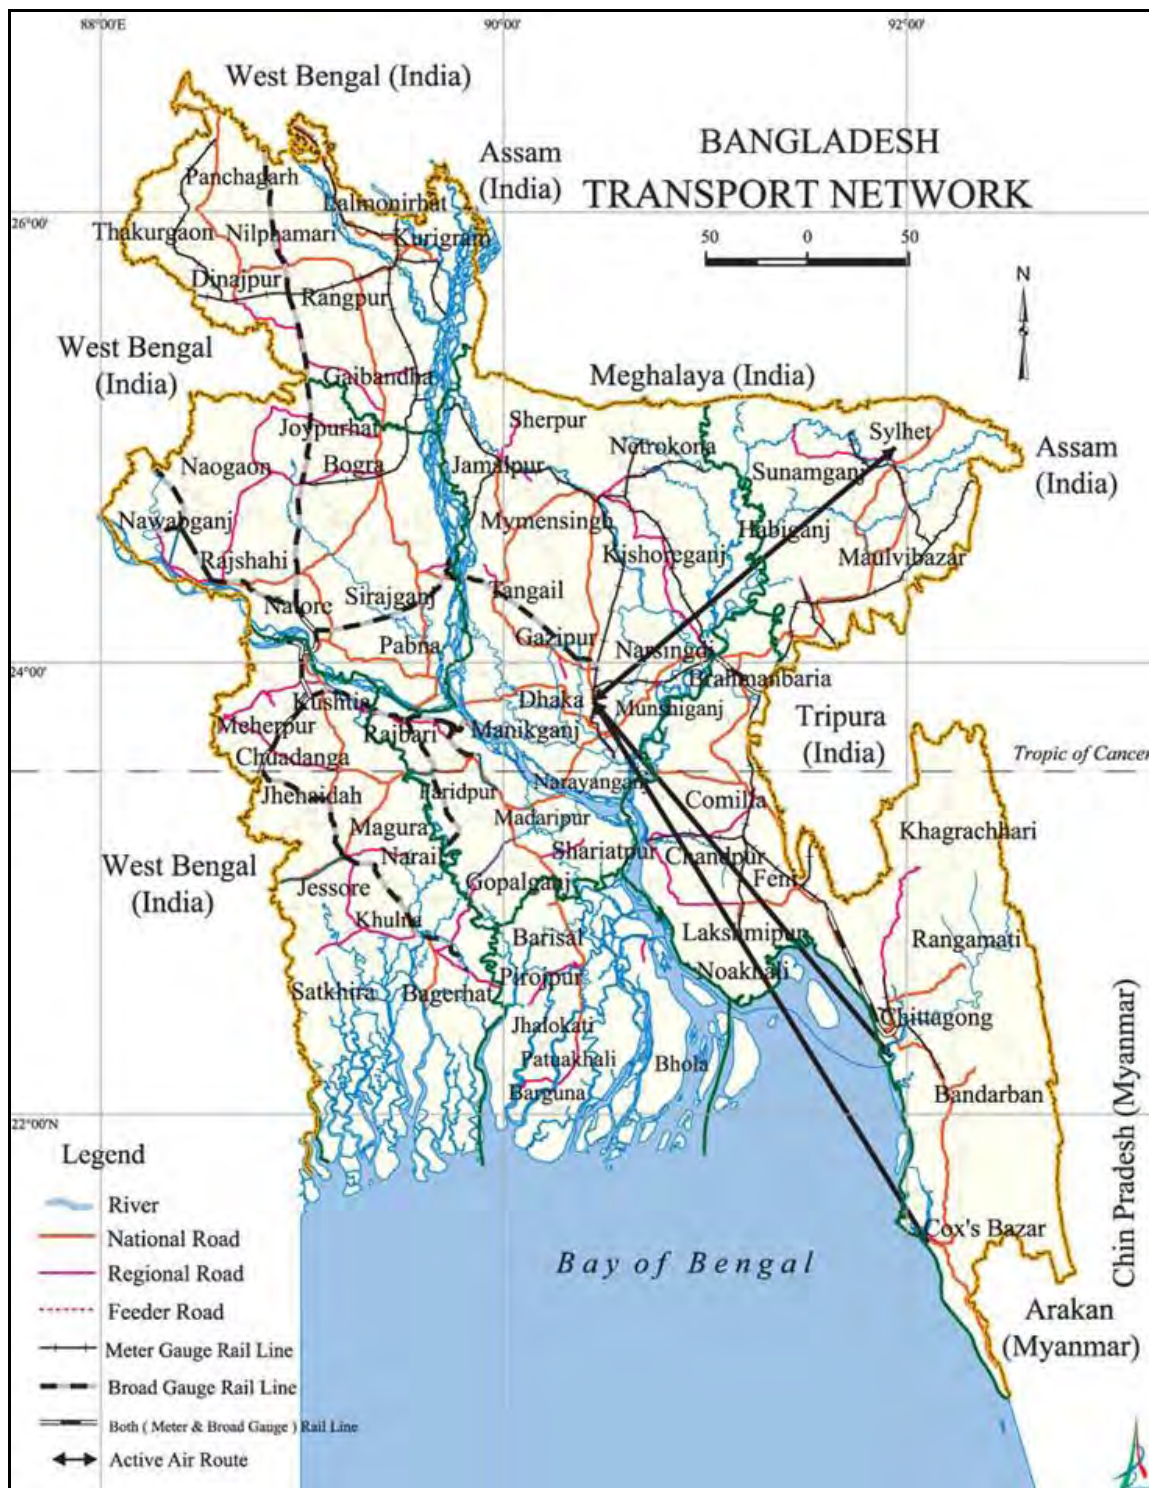 88°00'E
90°00'
92°00'
West Bengal (India)
Assam
(India)
BANGLADESH
TRANSPORT NETWORK
50
0
50
N
26°00'
Panchagarh
Lalmonirhat
Thakurgaon
Nilphamari
Kurigram
Dinajpur
Rangpur
West Bengal
(India)
Meghalaya (India)
Gaibandha
Sherpur
Joypurhat
Netrokona
Sylhet
Assam
(India)
Naogaon
Bogra
Jamalpur
Sunamganj
Nawabganj
Mymensingh
Habiganj
Rajshahi
Kishoreganj
Maulvibazar
Natore
Sirajganj
Tangail
Pabna
Gazipur
Narsingdi
24°00'
Brahmanbaria
Kushtia
Dhaka
Munshiganj
Meherpur
Rajbari
Manikganj
Tripura
(India)
Tropic of Cancer
Chuadanga
Jhenaidah
Faridpur
Narayanganj
Comilla
Magura
Madaripur
Khagrachhari
Narail
Shariatpur
Chandpur
West Bengal
(India)
Jessore
Gopalganj
Feni
Khulna
Barisal
Lakshmipur
Rangamati
Pirojpur
Noakhali
Satkhira
Bagerhat
Jhalokati
Chittagong
Patuakhali
Bhola
Barguna
Bandarban
22°00'N
Chin Pradesh (Myanmar)
Cox's Bazar
Bay of Bengal
Arakan
(Myanmar)
Legend
River
National Road
Regional Road
Feeder Road
Meter Gauge Rail Line
Broad Gauge Rail Line
Both ( Meter & Broad Gauge ) Rail Line
Active Air Route